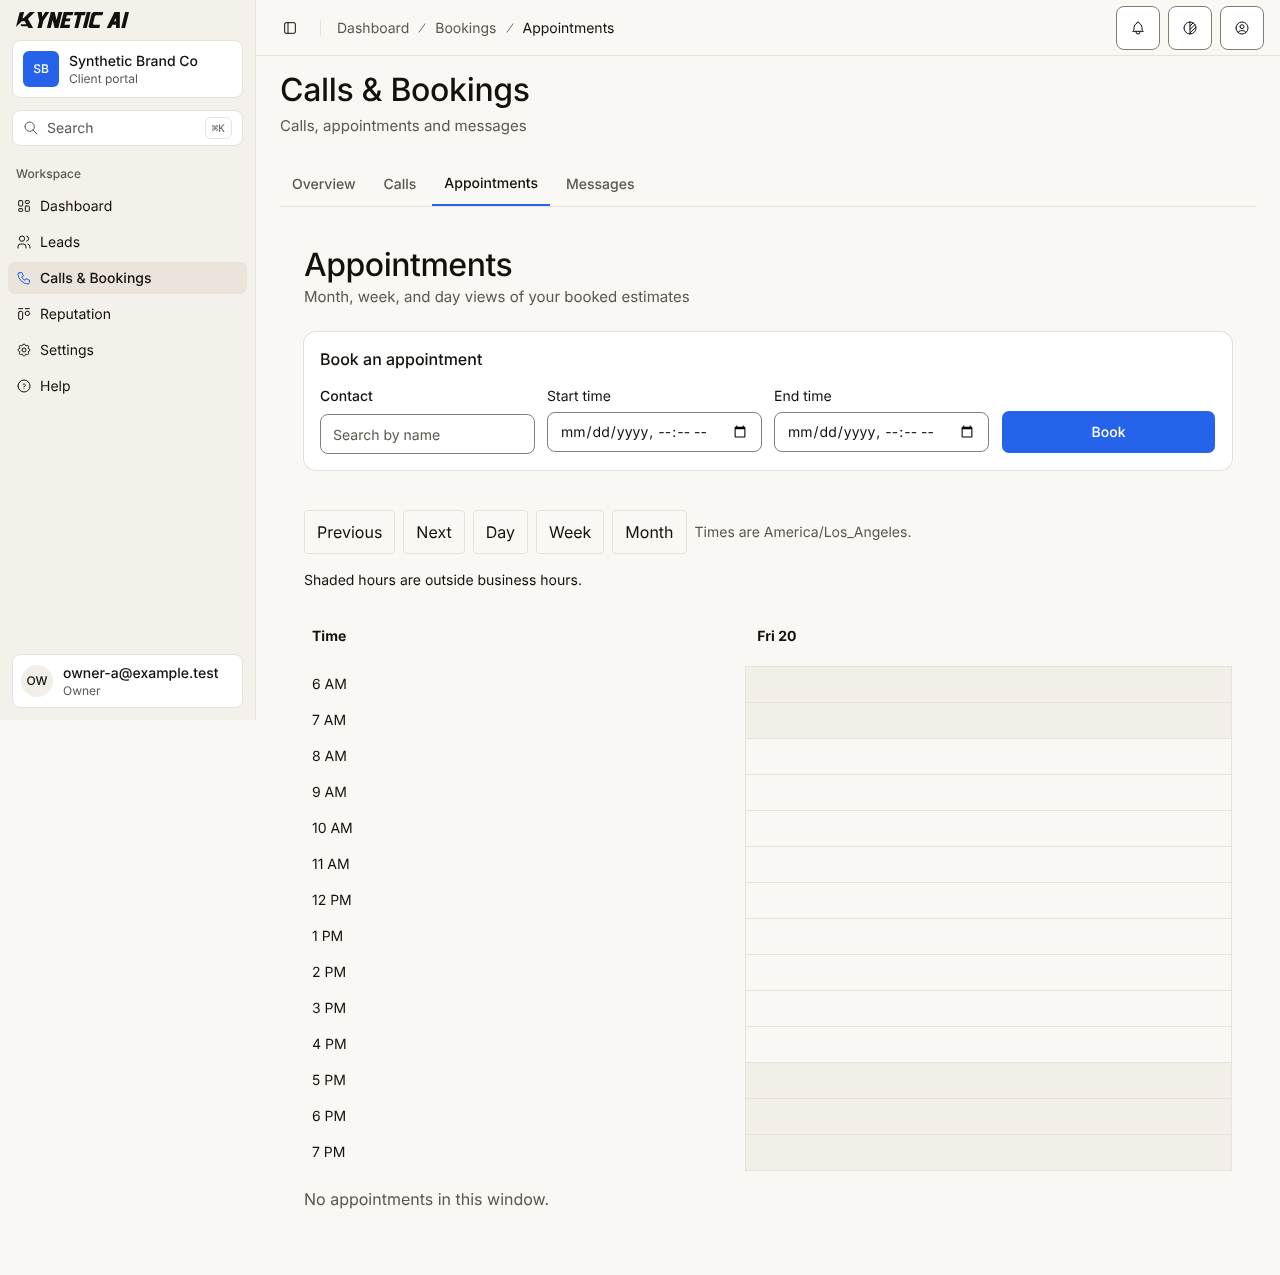 KYNETIC AI
SB
Synthetic Brand Co
Client portal
Search
⌘K
Workspace
Dashboard
Leads
Calls & Bookings
Reputation
Settings
Help
OW
owner-a@example.test
Owner
Dashboard / Bookings / Appointments
Calls & Bookings
Calls, appointments and messages
Overview Calls Appointments Messages
Appointments
Month, week, and day views of your booked estimates
Book an appointment
Contact Start time End time
Search by name mm/dd/yyyy, --:-- -- mm/dd/yyyy, --:-- -- Book
Previous Next Day Week Month Times are America/Los_Angeles.
Shaded hours are outside business hours.
Time Fri 20
6 AM
7 AM
8 AM
9 AM
10 AM
11 AM
12 PM
1 PM
2 PM
3 PM
4 PM
5 PM
6 PM
7 PM
No appointments in this window.